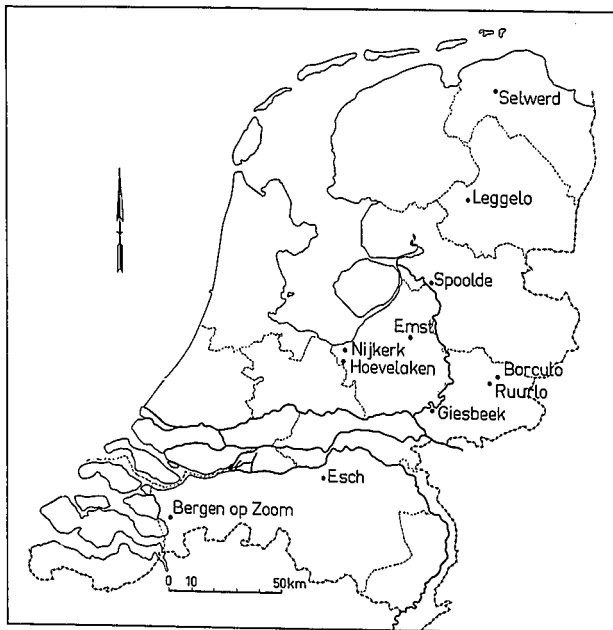 Selwerd
Leggelo
Spoolde
Emst
Nijkerk
Hoevelaken
Borculo
Ruurlo
Giesbeek
Esch
Bergen op Zoom
0 10 50km